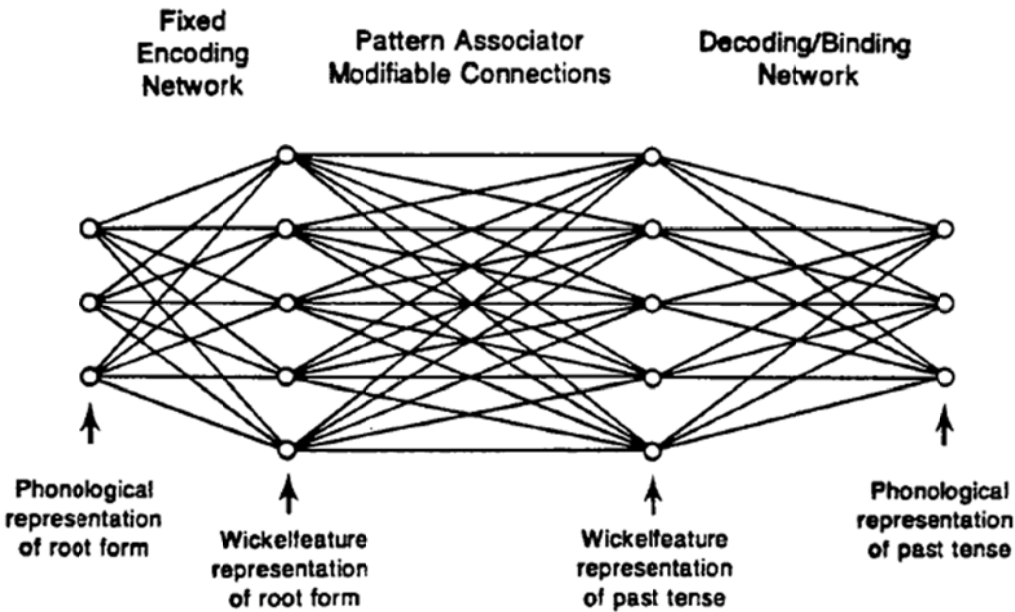 Fixed
Encoding
Network
Pattern Associator
Modifiable Connections
Decoding/Binding
Network
Phonological
representation
of root form
Wickelfeature
representation
of root form
Wickelfeature
representation
of past tense
Phonological
representation
of past tense